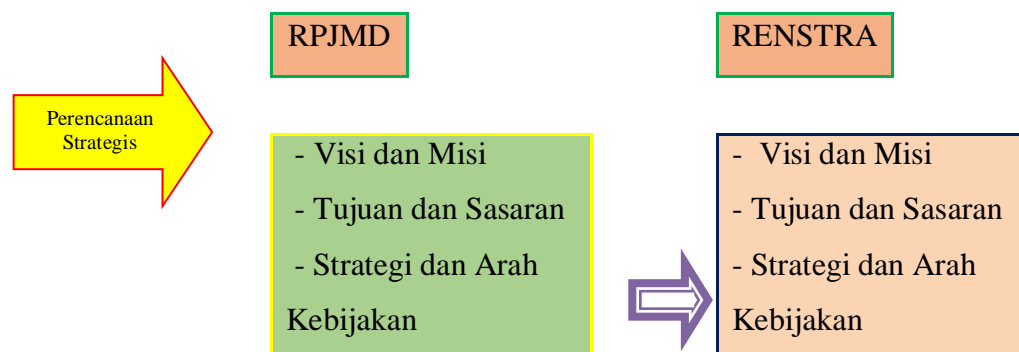 RPJMD
RENSTRA
Perencanaan
Strategis
- Visi dan Misi
- Tujuan dan Sasaran
- Strategi dan Arah
Kebijakan
- Visi dan Misi
- Tujuan dan Sasaran
- Strategi dan Arah
Kebijakan